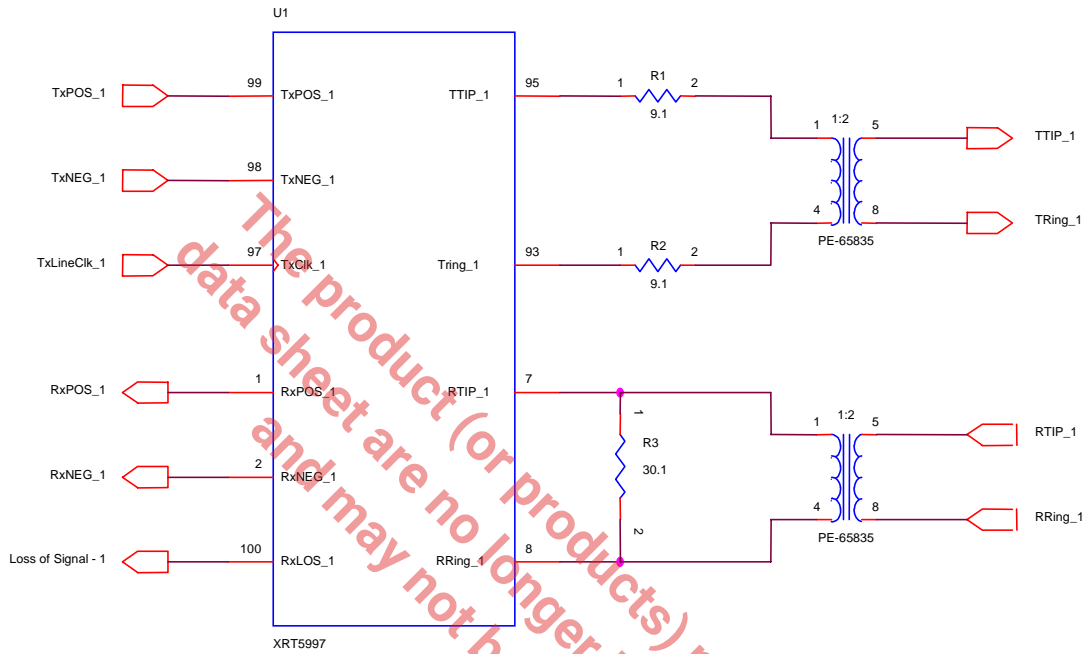 U1
TxPOS_1
99
TxPOS_1
TTIP_1
95
1
R1
2
9.1
1
1:2
5
TTIP_1
TxNEG_1
98
TxNEG_1
4
8
TRing_1
PE-65835
TxLineClk_1
97
TxClk_1
Tring_1
93
1
R2
2
9.1
RxPOS_1
1
RxPOS_1
RTIP_1
7
1
R3
30.1
2
1
1:2
5
RTIP_1
RxNEG_1
2
RxNEG_1
4
8
RRing_1
PE-65835
Loss of Signal - 1
100
RxLOS_1
RRing_1
8
XRT5997
The product (or products)
data sheet are no longer
and may not